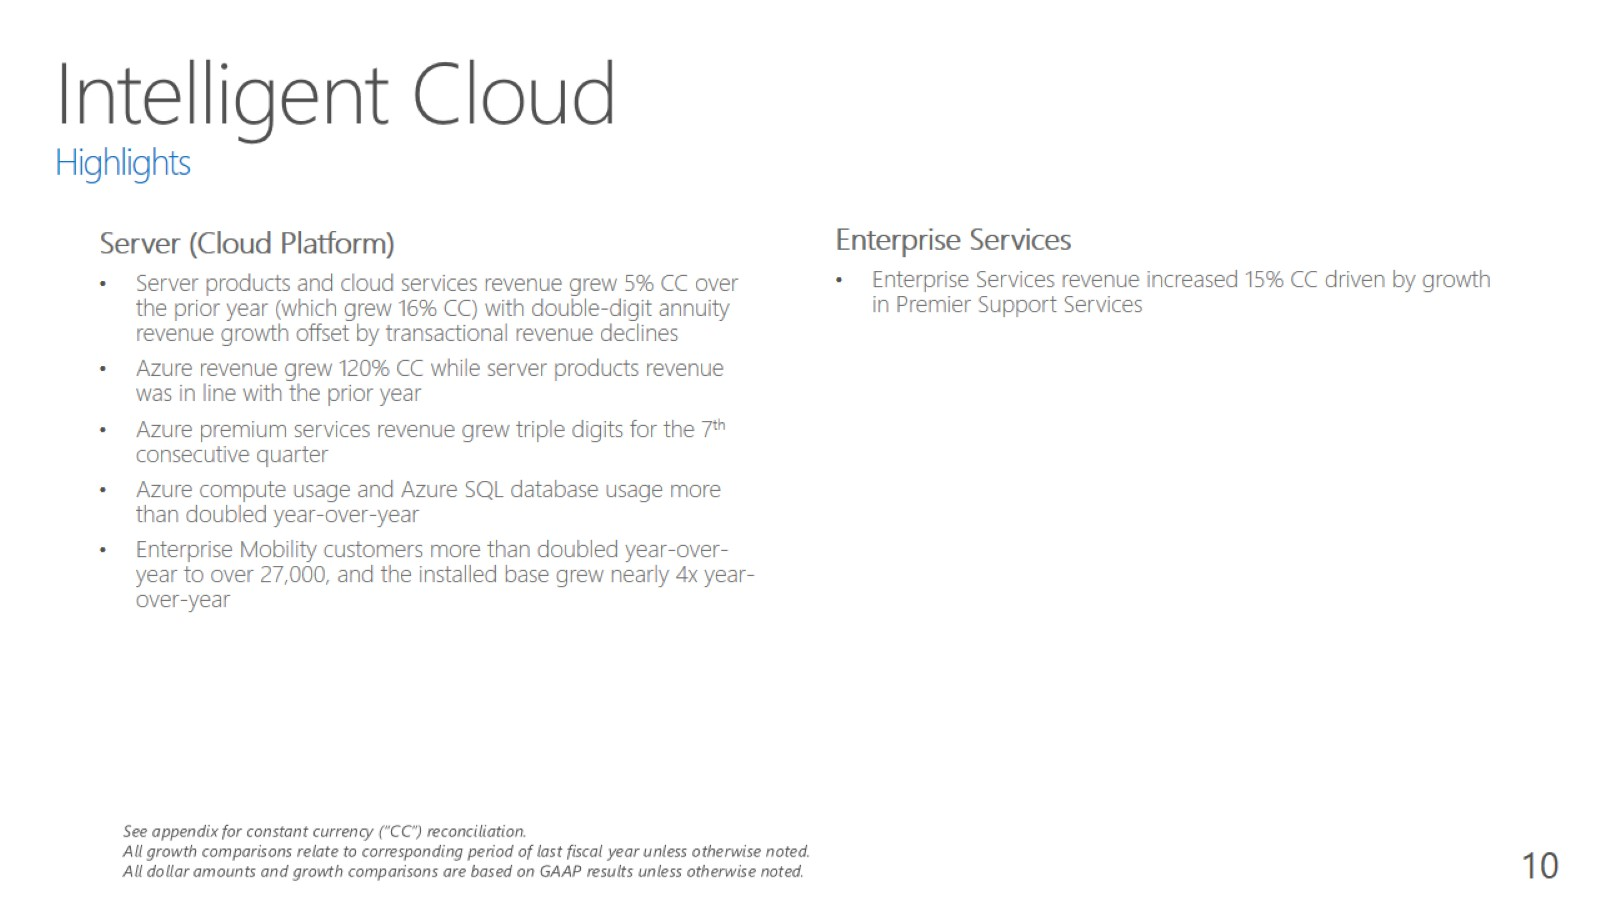 Intelligent Cloud
Highlights
Server (Cloud Platform)
• Server products and cloud services revenue grew 5% CC over
the prior year (which grew 16% CC) with double-digit annuity
revenue growth offset by transactional revenue declines
• Azure revenue grew 120% CC while server products revenue
was in line with the prior year
• Azure premium services revenue grew triple digits for the 7th
consecutive quarter
• Azure compute usage and Azure SQL database usage more
than doubled year-over-year
• Enterprise Mobility customers more than doubled year-over-
year to over 27,000, and the installed base grew nearly 4x year-
over-year
Enterprise Services
• Enterprise Services revenue increased 15% CC driven by growth
in Premier Support Services
See appendix for constant currency ("CC") reconciliation.
All growth comparisons relate to corresponding period of last fiscal year unless otherwise noted.
All dollar amounts and growth comparisons are based on GAAP results unless otherwise noted.
10